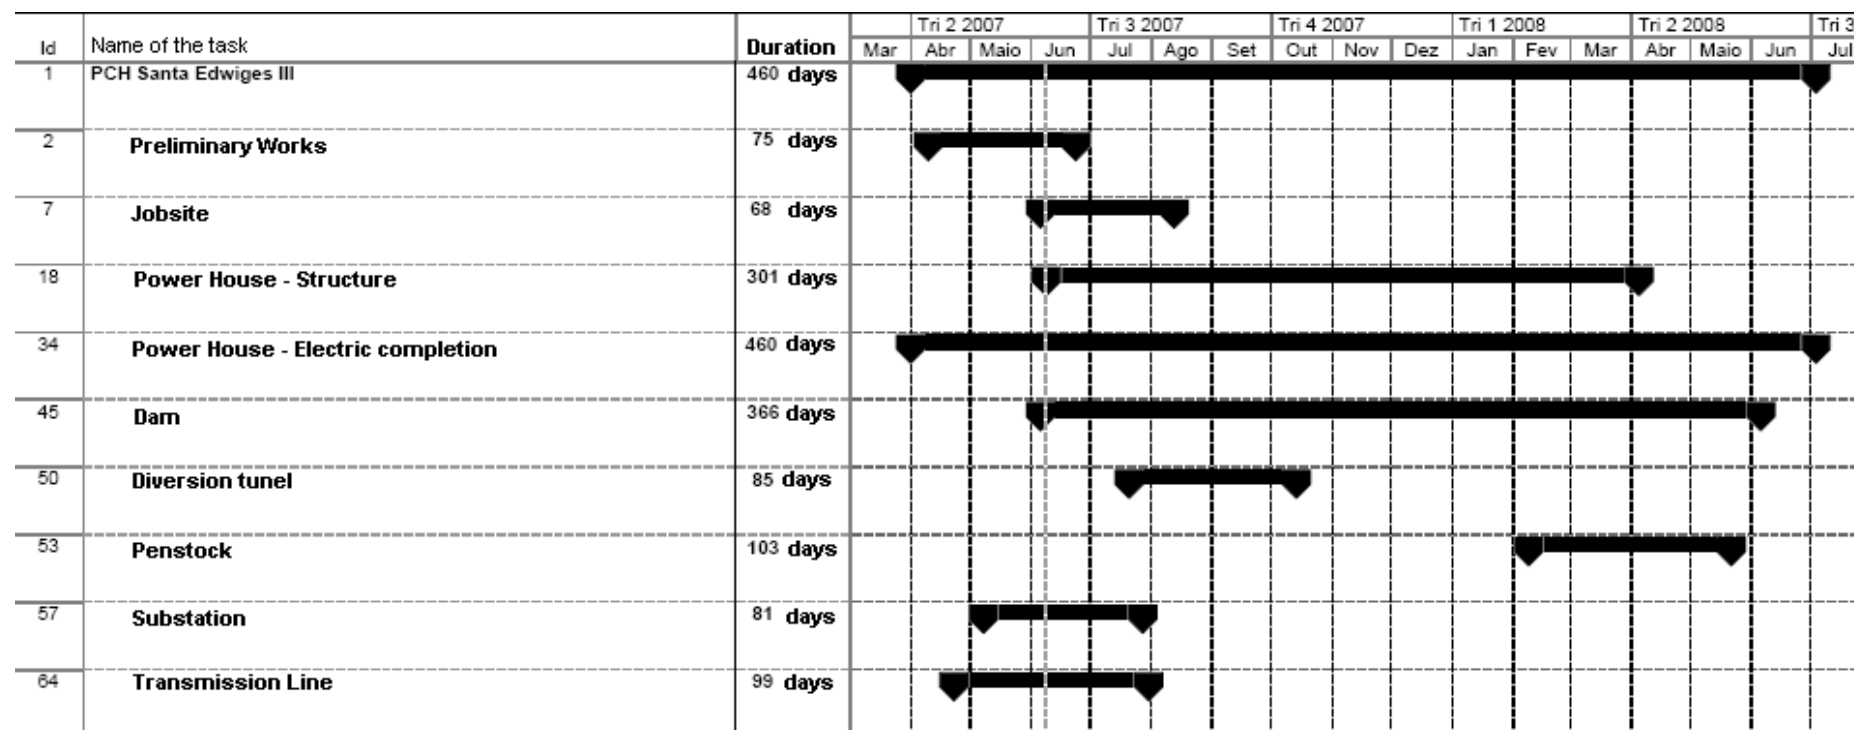 Tri 2 2007 Tri 3 2007 Tri 4 2007 Tri 1 2008 Tri 2 2008 Tri 3
Id Name of the task Duration Mar Abr Maio Jun Jul Ago Set Out Nov Dez Jan Fev Mar Abr Maio Jun Jul
1 PCH Santa Edwiges III 460 days
2 Preliminary Works 75 days
7 Jobsite 68 days
18 Power House - Structure 301 days
34 Power House - Electric completion 460 days
45 Dam 366 days
50 Diversion tunel 85 days
53 Penstock 103 days
57 Substation 81 days
64 Transmission Line 99 days